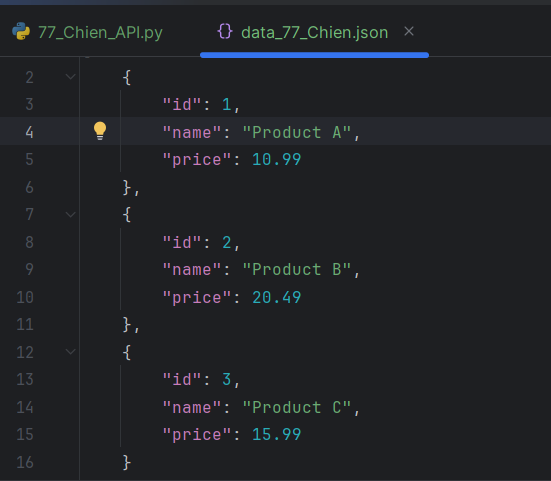 77_Chien_API.py
{} data_77_Chien.json ×
2 {
3 "id": 1,
4 "name": "Product A",
5 "price": 10.99
6 },
7 {
8 "id": 2,
9 "name": "Product B",
10 "price": 20.49
11 },
12 {
13 "id": 3,
14 "name": "Product C",
15 "price": 15.99
16 }